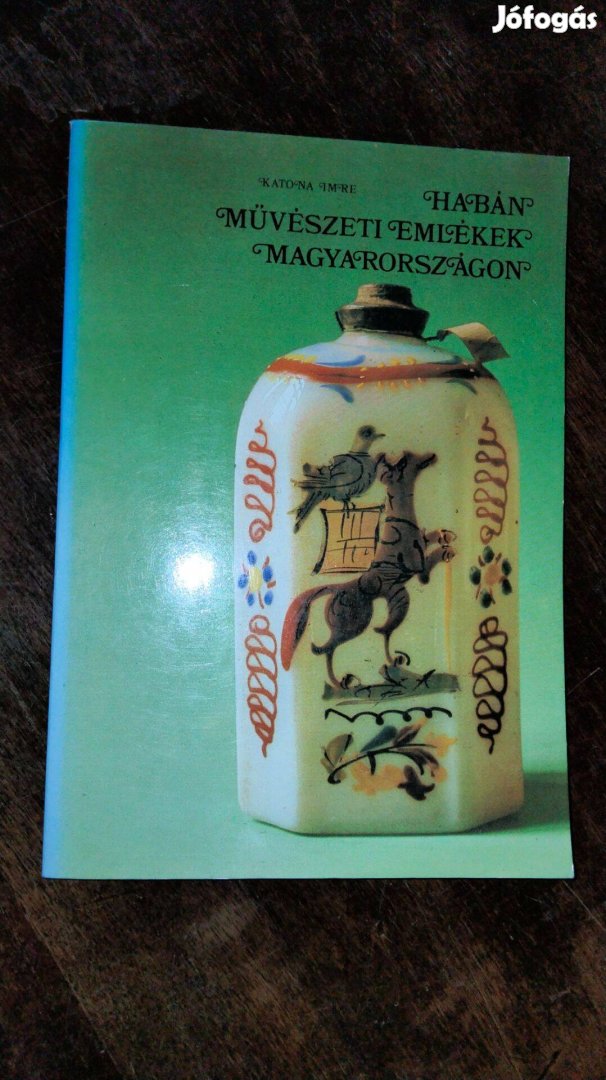 Jófogás
KATONA IMRE
HABÁN
MŰVÉSZETI EMLÉKEK
MAGYARORSZÁGON